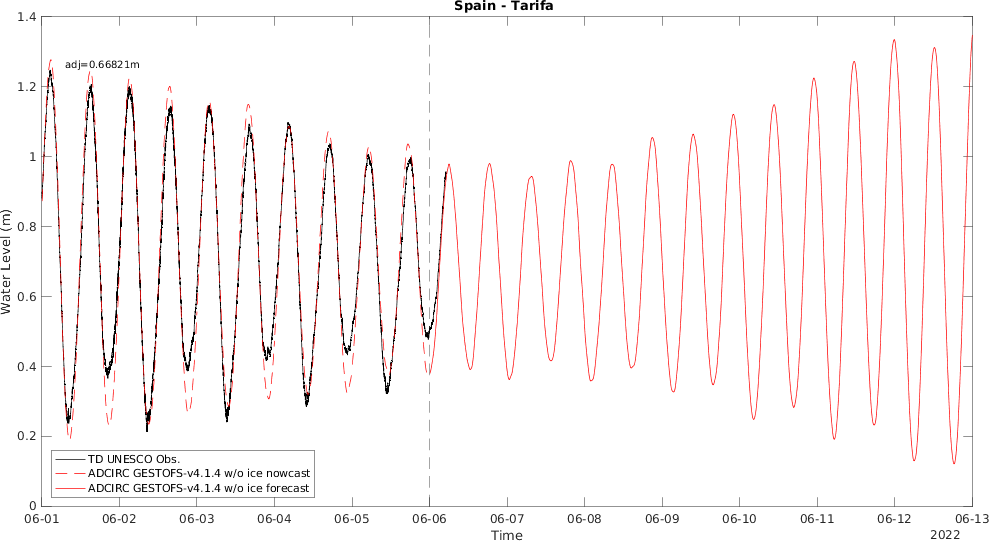 Spain - Tarifa
adj=0.66821m
1.4
1.2
1
0.8
0.6
0.4
0.2
0
Water Level (m)
TD UNESCO Obs.
ADCIRC GESTOFS-v4.1.4 w/o ice nowcast
ADCIRC GESTOFS-v4.1.4 w/o ice forecast
06-01 06-02 06-03 06-04 06-05 06-06 06-07 06-08 06-09 06-10 06-11 06-12 06-13
Time
2022